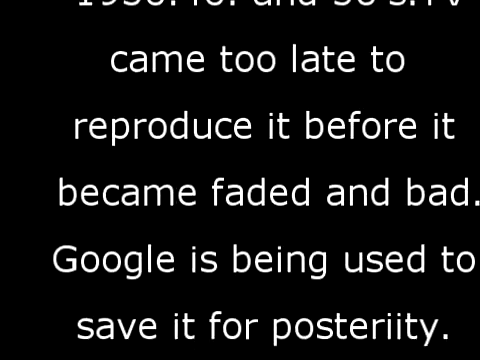 came too late to
reproduce it before it
became faded and bad.
Google is being used to
save it for posteriity.